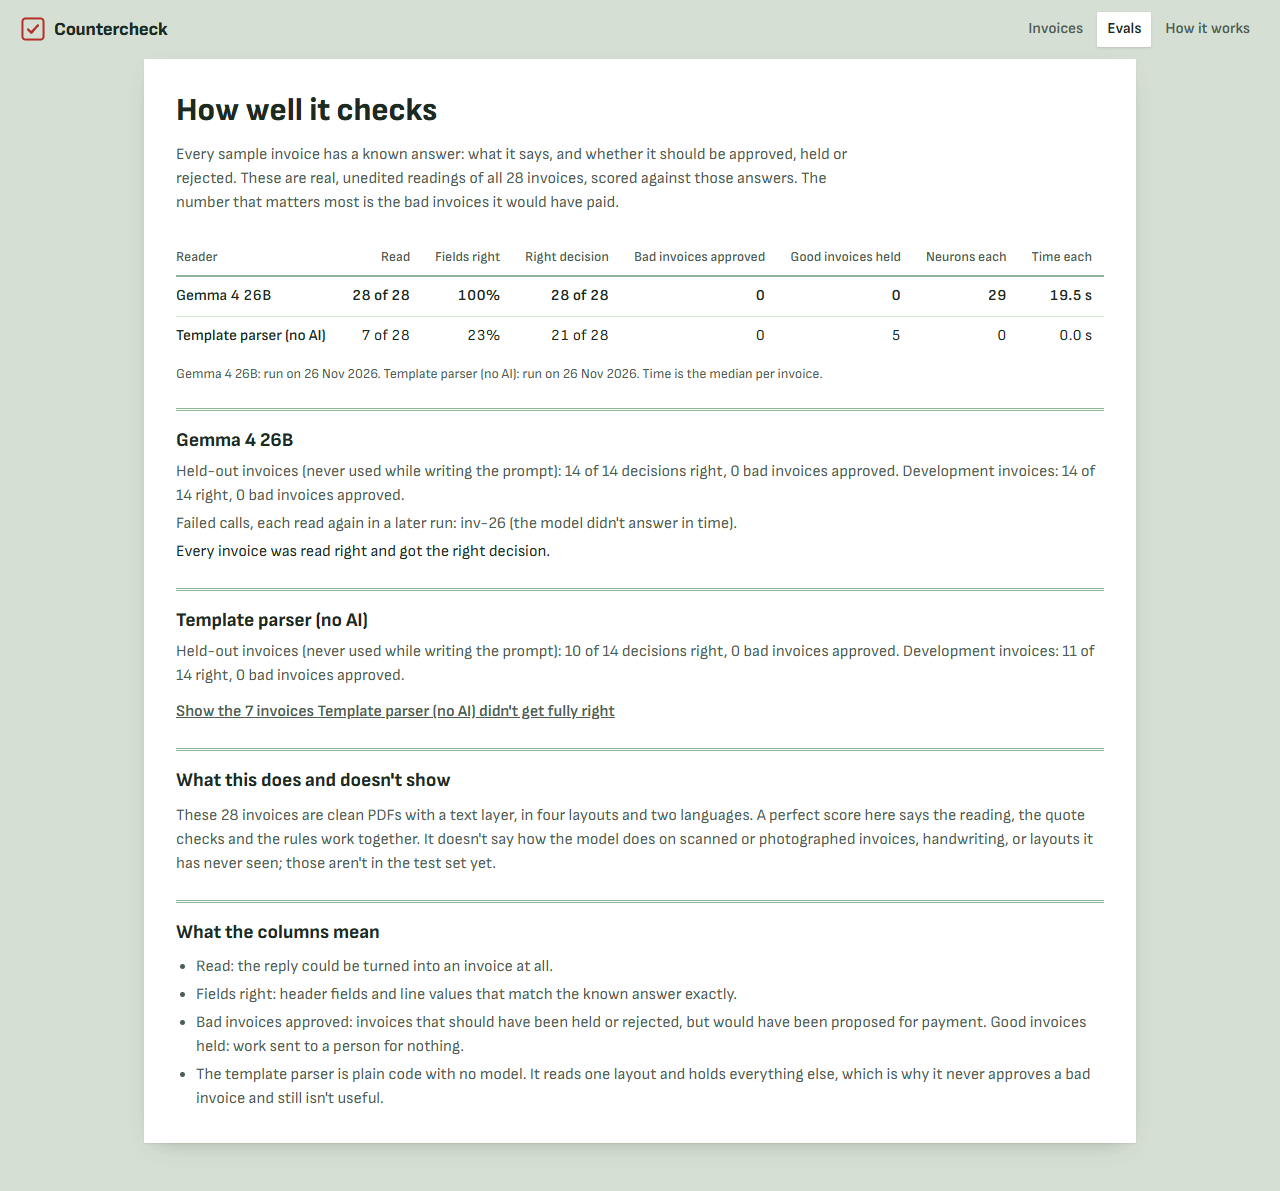 Countercheck
Invoices Evals How it works
How well it checks
Every sample invoice has a known answer: what it says, and whether it should be approved, held or
rejected. These are real, unedited readings of all 28 invoices, scored against those answers. The
number that matters most is the bad invoices it would have paid.
Reader Read Fields right Right decision Bad invoices approved Good invoices held Neurons each Time each
Gemma 4 26B 28 of 28 100% 28 of 28 0 0 29 19.5 s
Template parser (no AI) 7 of 28 23% 21 of 28 0 5 0 0.0 s
Gemma 4 26B: run on 26 Nov 2026. Template parser (no AI): run on 26 Nov 2026. Time is the median per invoice.
Gemma 4 26B
Held-out invoices (never used while writing the prompt): 14 of 14 decisions right, 0 bad invoices approved. Development invoices: 14 of
14 right, 0 bad invoices approved.
Failed calls, each read again in a later run: inv-26 (the model didn't answer in time).
Every invoice was read right and got the right decision.
Template parser (no AI)
Held-out invoices (never used while writing the prompt): 10 of 14 decisions right, 0 bad invoices approved. Development invoices: 11 of
14 right, 0 bad invoices approved.
Show the 7 invoices Template parser (no AI) didn't get fully right
What this does and doesn't show
These 28 invoices are clean PDFs with a text layer, in four layouts and two languages. A perfect score here says the reading, the quote
checks and the rules work together. It doesn't say how the model does on scanned or photographed invoices, handwriting, or layouts it
has never seen; those aren't in the test set yet.
What the columns mean
Read: the reply could be turned into an invoice at all.
Fields right: header fields and line values that match the known answer exactly.
Bad invoices approved: invoices that should have been held or rejected, but would have been proposed for payment. Good invoices
held: work sent to a person for nothing.
The template parser is plain code with no model. It reads one layout and holds everything else, which is why it never approves a bad
invoice and still isn't useful.